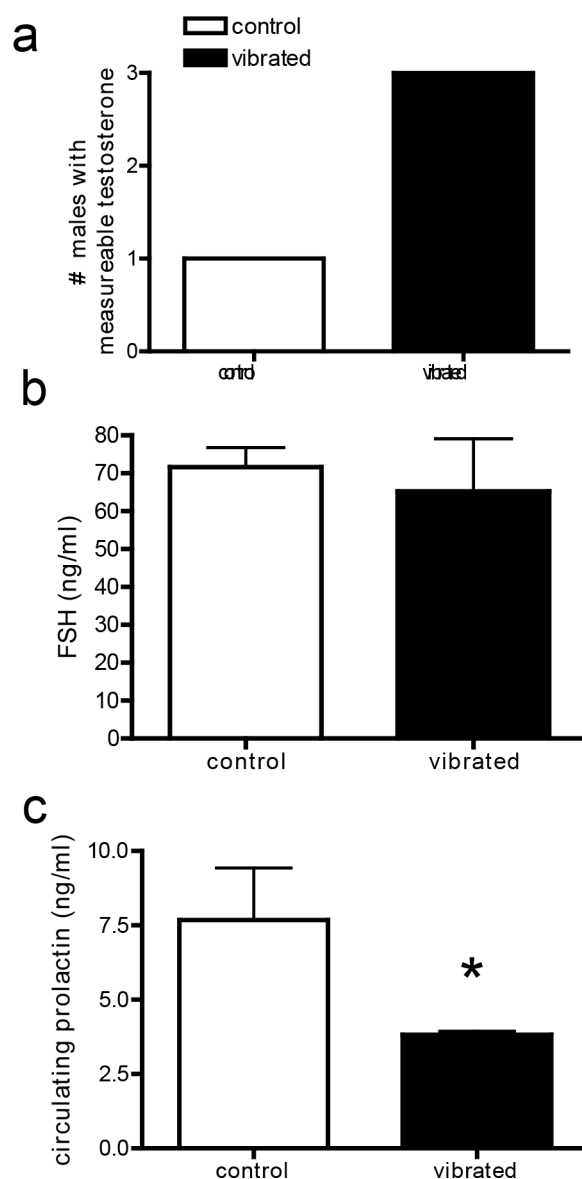 a
control
vibrated
# males with
measureable testosterone
3
2
1
0
control
vibrated
b
FSH (ng/ml)
80
70
60
50
40
30
20
10
0
control
vibrated
c
circulating prolactin (ng/ml)
10.0
7.5
5.0
2.5
0.0
*
control
vibrated